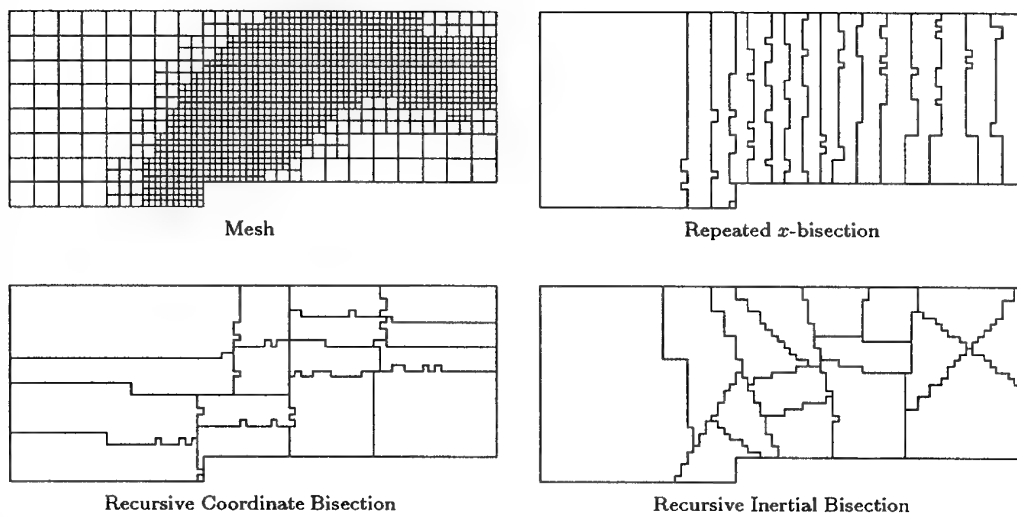 Mesh
Repeated x-bisection
Recursive Coordinate Bisection
Recursive Inertial Bisection